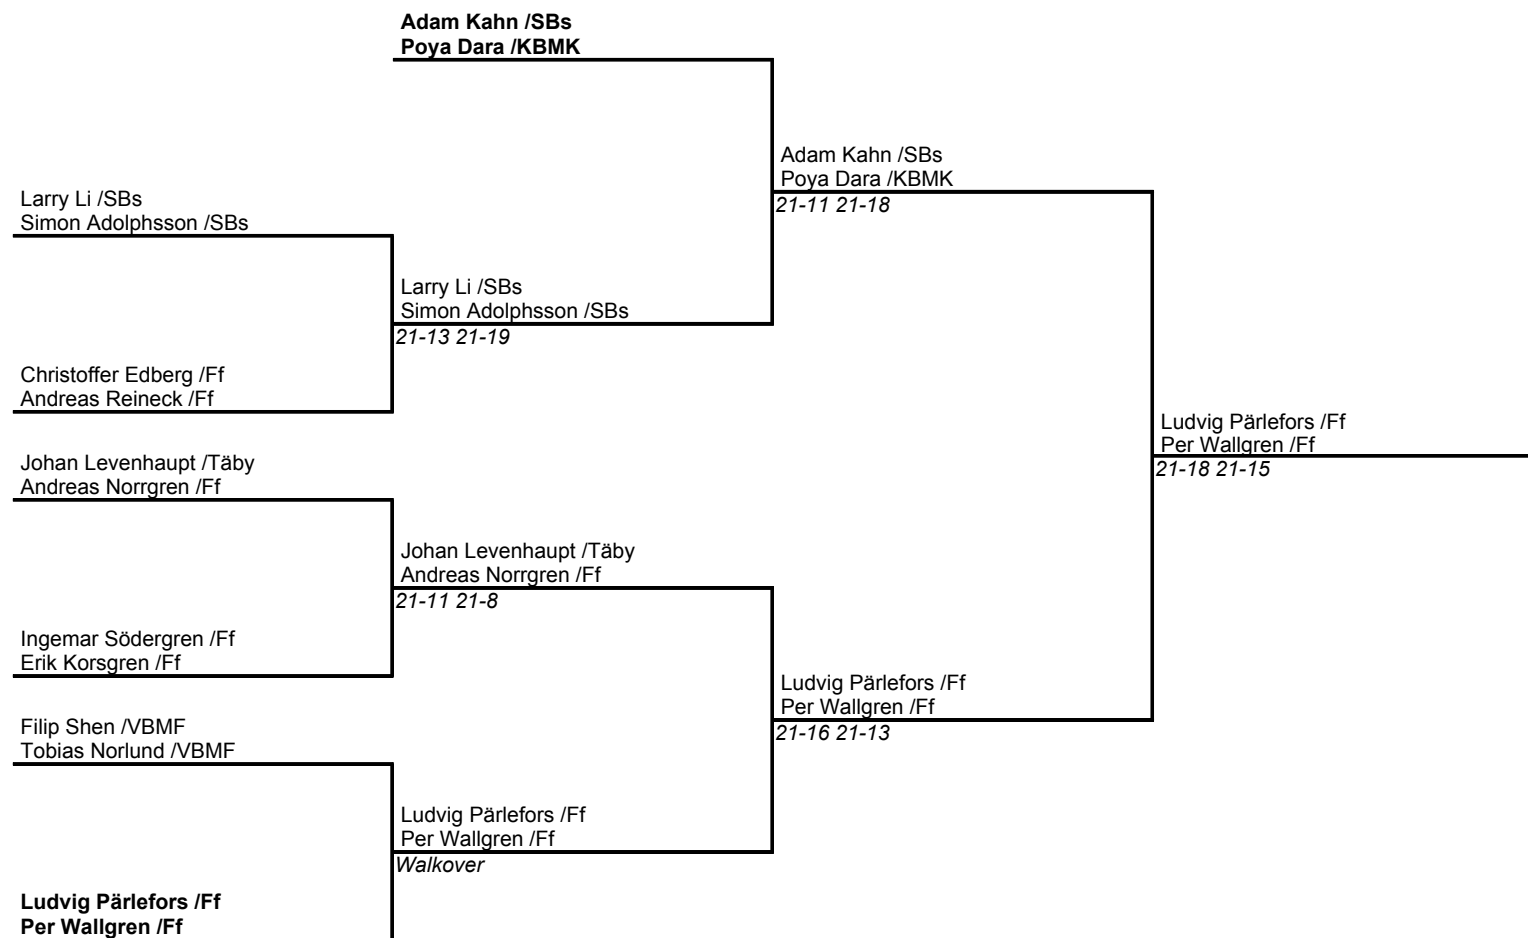 Adam Kahn /SBs
Poya Dara /KBMK
Adam Kahn /SBs
Poya Dara /KBMK
21-11 21-18
Larry Li /SBs
Simon Adolphsson /SBs
Larry Li /SBs
Simon Adolphsson /SBs
21-13 21-19
Christoffer Edberg /Ff
Andreas Reineck /Ff
Ludvig Pärlefors /Ff
Per Wallgren /Ff
21-18 21-15
Johan Levenhaupt /Täby
Andreas Norrgren /Ff
Johan Levenhaupt /Täby
Andreas Norrgren /Ff
21-11 21-8
Ingemar Södergren /Ff
Erik Korsgren /Ff
Ludvig Pärlefors /Ff
Per Wallgren /Ff
21-16 21-13
Filip Shen /VBMF
Tobias Norlund /VBMF
Ludvig Pärlefors /Ff
Per Wallgren /Ff
Walkover
Ludvig Pärlefors /Ff
Per Wallgren /Ff